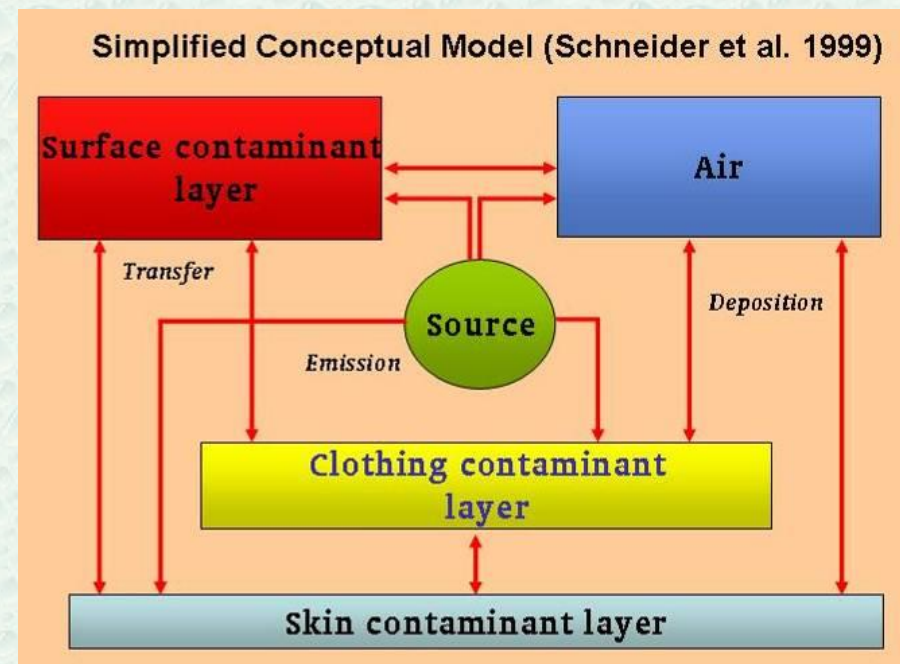 Simplified Conceptual Model (Schneider et al. 1999)
Surface contaminant
layer
Air
Transfer
Source
Deposition
Emission
Clothing contaminant
layer
Skin contaminant layer